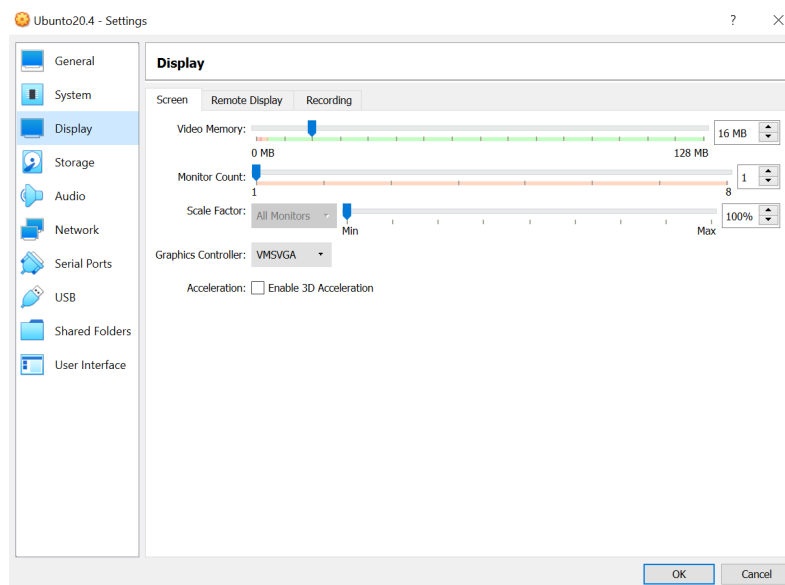 Ubunto20.4 - Settings
?
General
System
Display
Storage
Audio
Network
Serial Ports
USB
Shared Folders
User Interface
Display
Screen Remote Display Recording
Video Memory: 16 MB
0 MB 128 MB
Monitor Count: 1
1 8
Scale Factor: All Monitors 100%
Min Max
Graphics Controller: VMSVGA
Acceleration: Enable 3D Acceleration
OK Cancel